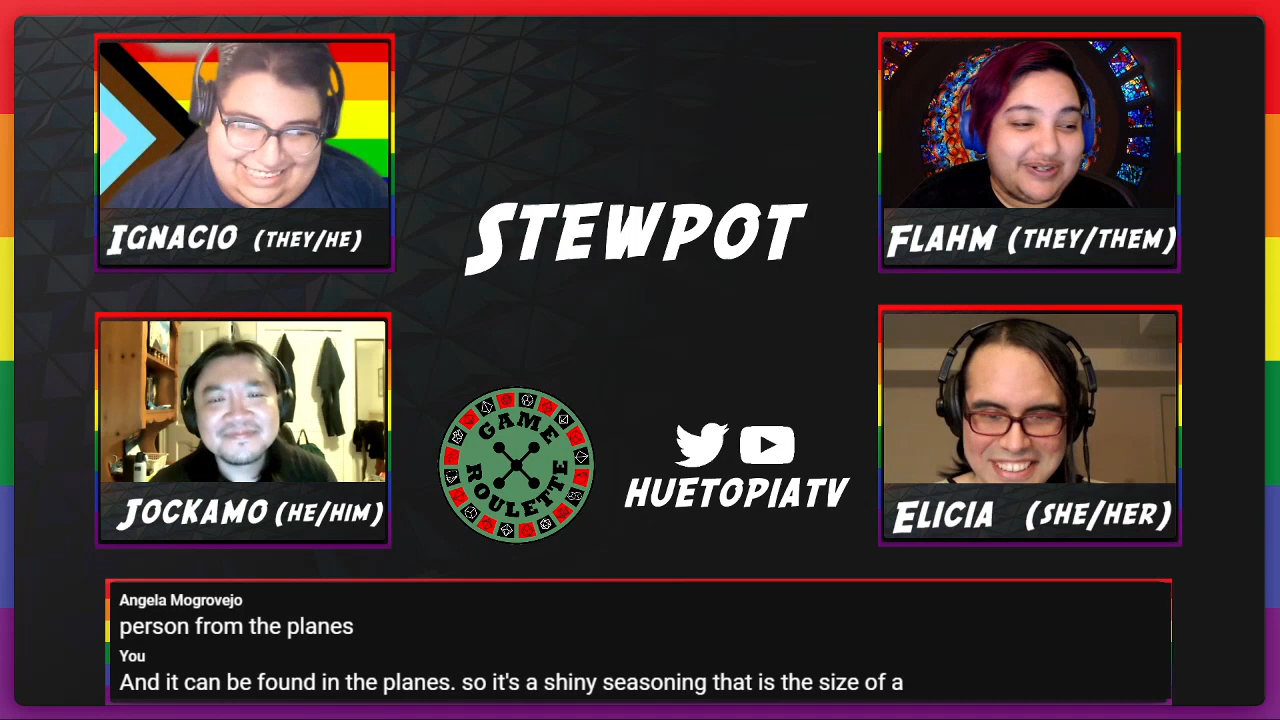 IGNACIO (THEY/HE)
FLAHM (THEY/THEM)
STEWPOT
JOCKAMO (HE/HIM)
GAME
ROULETTE
HUETOPIATV
ELICIA (SHE/HER)
Angela Mogrovejo
person from the planes
You
And it can be found in the planes. so it's a shiny seasoning that is the size of a